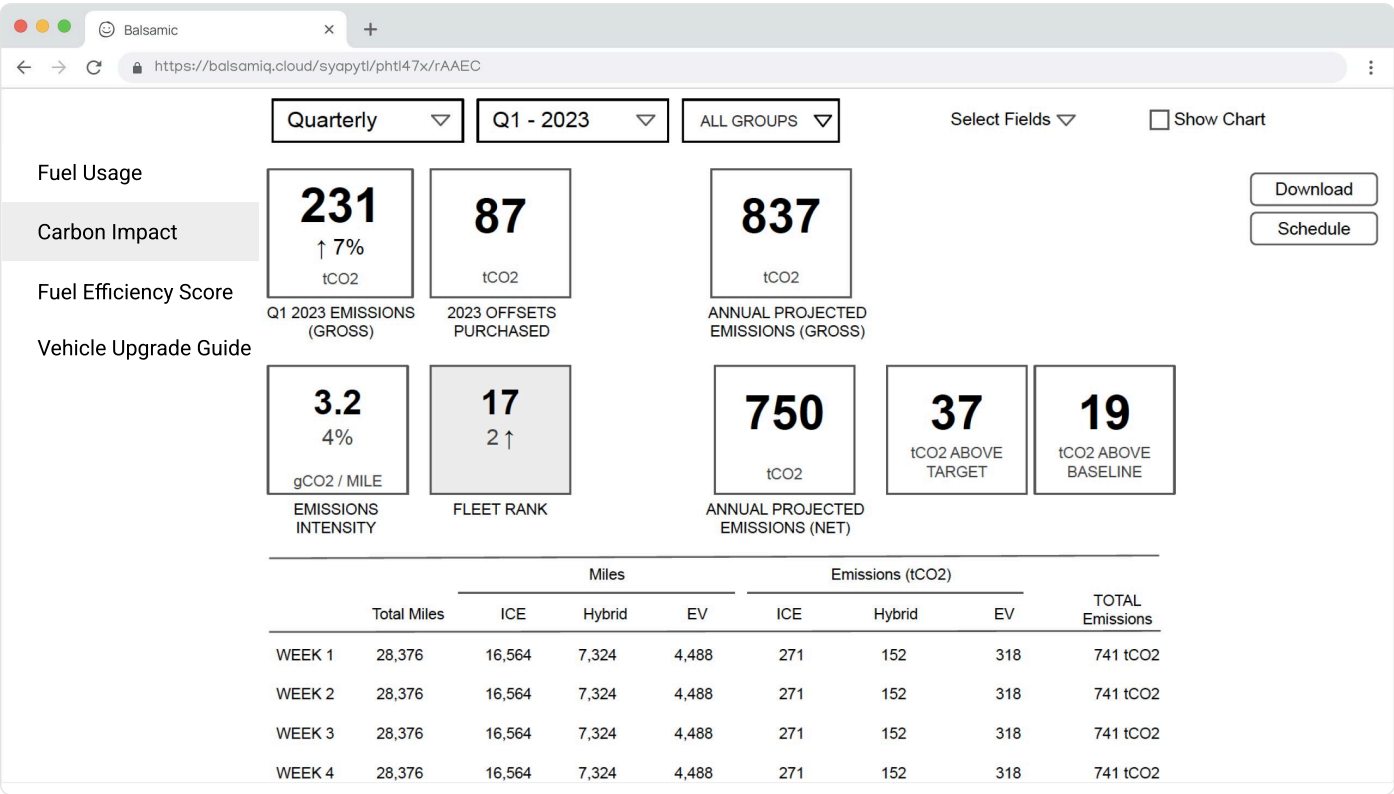 Balsamic
https://balsamiq.cloud/syapytl/phtl47x/rAAEC
Quarterly
Q1 - 2023
ALL GROUPS
Select Fields
Show Chart
Fuel Usage
Carbon Impact
Fuel Efficiency Score
Vehicle Upgrade Guide
Download
Schedule
231
↑ 7%
tCO2
Q1 2023 EMISSIONS
(GROSS)
87
tCO2
2023 OFFSETS
PURCHASED
837
tCO2
ANNUAL PROJECTED
EMISSIONS (GROSS)
3.2
4%
gCO2 / MILE
EMISSIONS
INTENSITY
17
2 ↑
FLEET RANK
750
tCO2
ANNUAL PROJECTED
EMISSIONS (NET)
37
tCO2 ABOVE
TARGET
19
tCO2 ABOVE
BASELINE
Miles Emissions (tCO2)
Total Miles ICE Hybrid EV ICE Hybrid EV TOTAL
Emissions
WEEK 1 28,376 16,564 7,324 4,488 271 152 318 741 tCO2
WEEK 2 28,376 16,564 7,324 4,488 271 152 318 741 tCO2
WEEK 3 28,376 16,564 7,324 4,488 271 152 318 741 tCO2
WEEK 4 28,376 16,564 7,324 4,488 271 152 318 741 tCO2